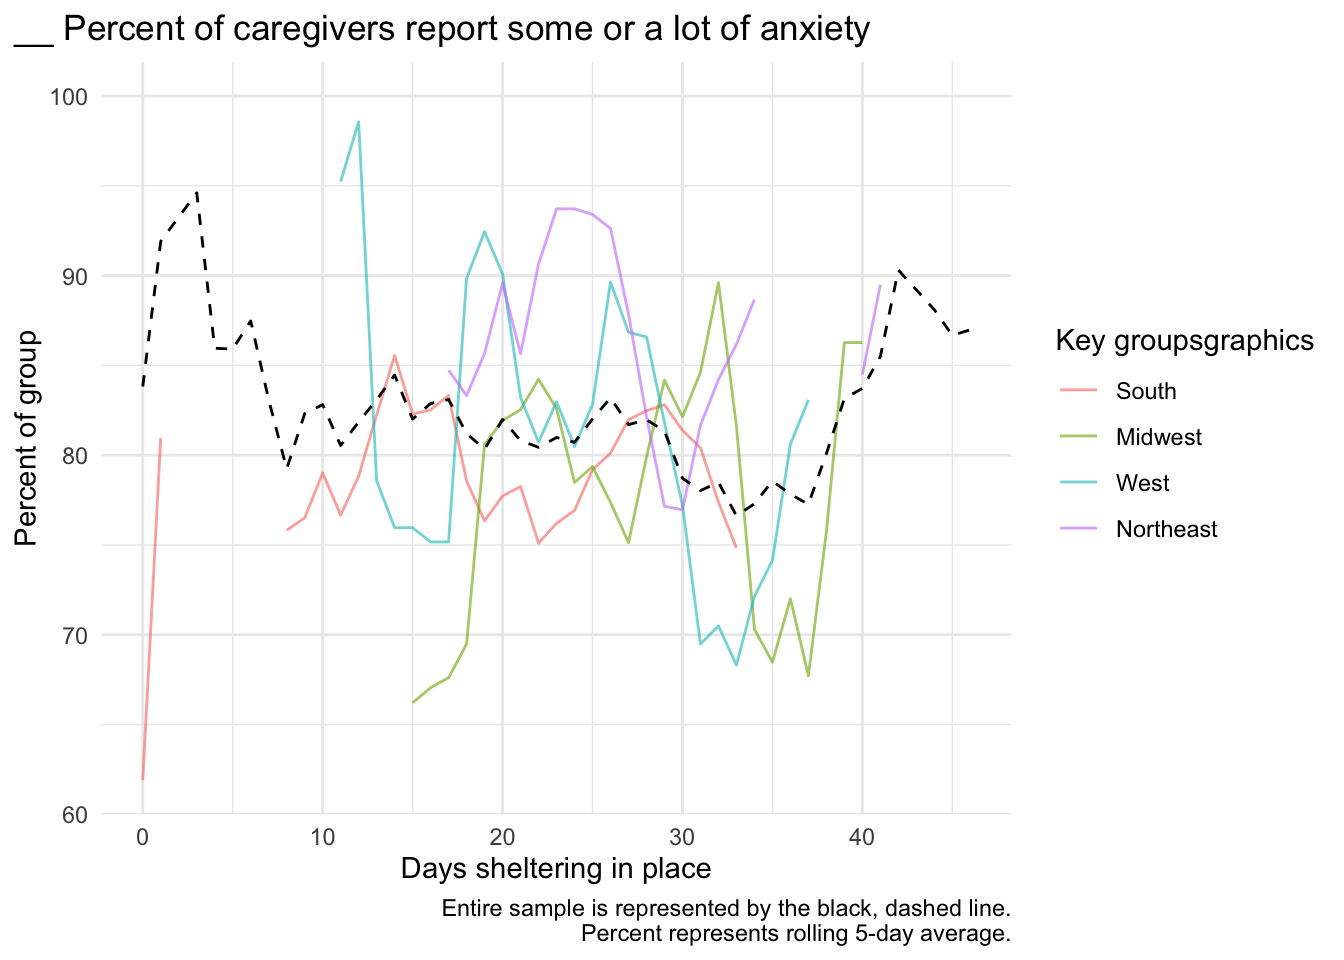 __ Percent of caregivers report some or a lot of anxiety
100
90
80
70
60
Percent of group
0 10 20 30 40
Days sheltering in place
Key groupsgraphics
South
Midwest
West
Northeast
Entire sample is represented by the black, dashed line.
Percent represents rolling 5-day average.